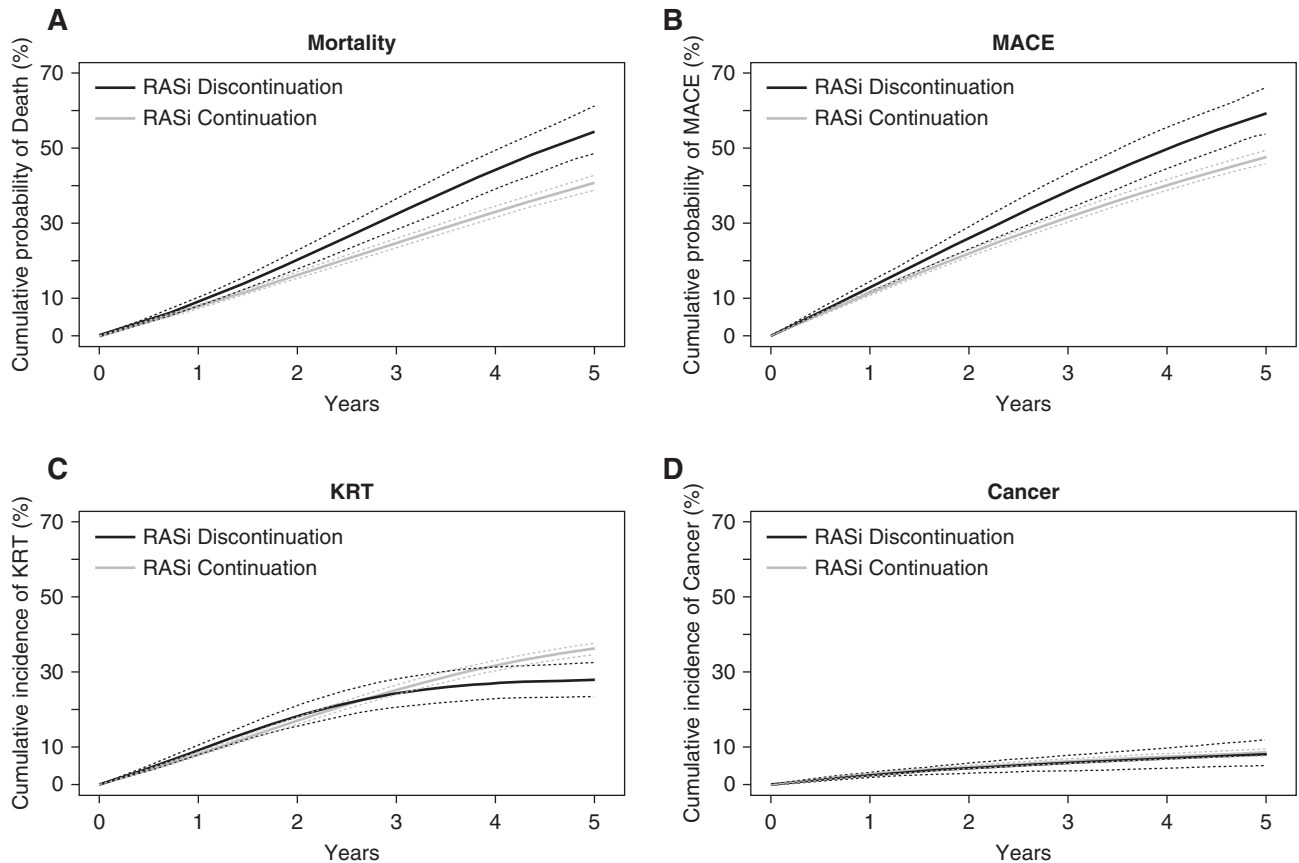 A
Mortality
Cumulative probability of Death (%)
RASi Discontinuation
RASi Continuation
70
50
30
10
0
0 1 2 3 4 5
Years
B
MACE
Cumulative probability of MACE (%)
RASi Discontinuation
RASi Continuation
70
50
30
10
0
0 1 2 3 4 5
Years
C
KRT
Cumulative incidence of KRT (%)
RASi Discontinuation
RASi Continuation
70
50
30
10
0
0 1 2 3 4 5
Years
D
Cancer
Cumulative incidence of Cancer (%)
RASi Discontinuation
RASi Continuation
70
50
30
10
0
0 1 2 3 4 5
Years